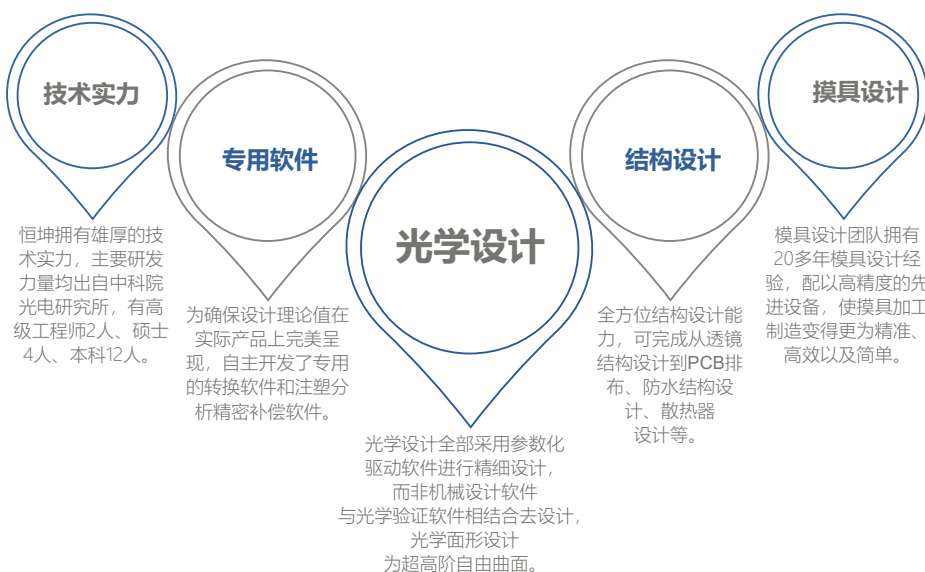 技术实力
恒坤拥有雄厚的技
术实力，主要研发
力量均出自中科院
光电研究所，有高
级工程师2人、硕士
4人、本科12人。
专用软件
为确保设计理论值在
实际产品上完美呈
现，自主开发了专用
的转换软件和注塑分
析精密补偿软件。
光学设计
光学设计全部采用参数化
驱动软件进行精细设计，
而非机械设计软件
与光学验证软件相结合去设计，
光学面形设计
为超高阶自由曲面。
结构设计
全方位结构设计能
力，可完成从透镜
结构设计到PCB排
布、防水结构设
计、散热器
设计等。
摸具设计
模具设计团队拥有
20多年模具设计经
验，配以高精度的先
进设备，使摸具加工
制造变得更为精准、
高效以及简单。